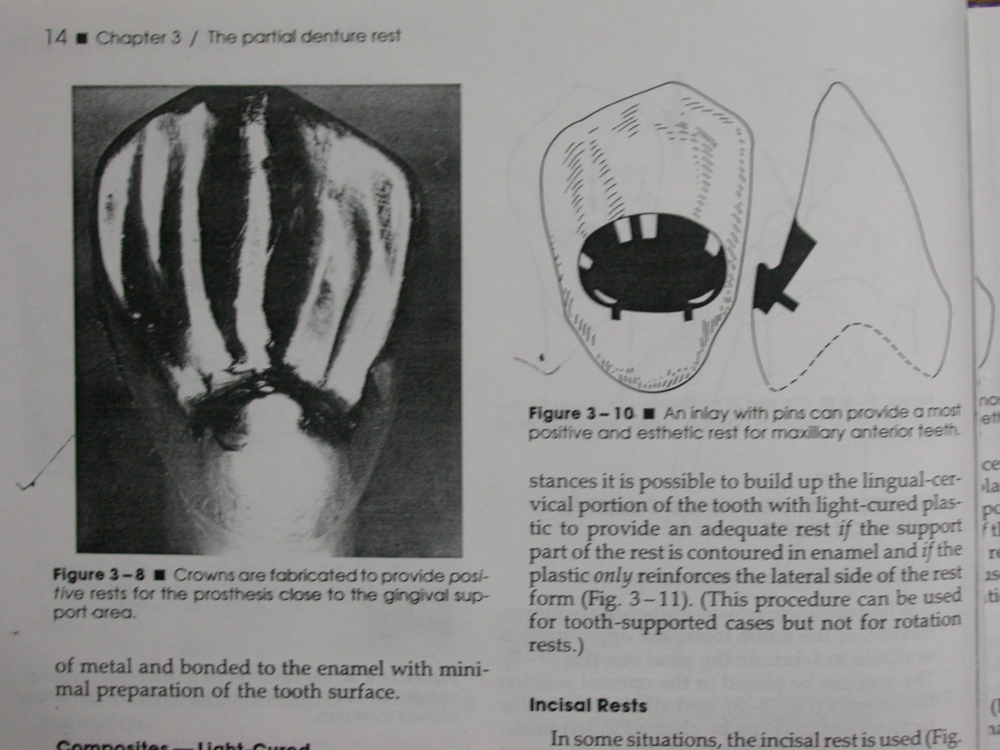 14 ■ Chapter 3 / The partial denture rest
Figure 3–8 ■ Crowns are fabricated to provide posi-
tive rests for the prosthesis close to the gingival sup-
port area.
of metal and bonded to the enamel with mini-
mal preparation of the tooth surface.
Composites—Light-Cured
Figure 3–10 ■ An inlay with pins can provide a most
positive and esthetic rest for maxillary anterior teeth.
stances it is possible to build up the lingual-cer-
vical portion of the tooth with light-cured plas-
tic to provide an adequate rest if the support
part of the rest is contoured in enamel and if the
plastic only reinforces the lateral side of the rest
form (Fig. 3–11). (This procedure can be used
for tooth-supported cases but not for rotation
rests.)
Incisal Rests
In some situations, the incisal rest is used (Fig.